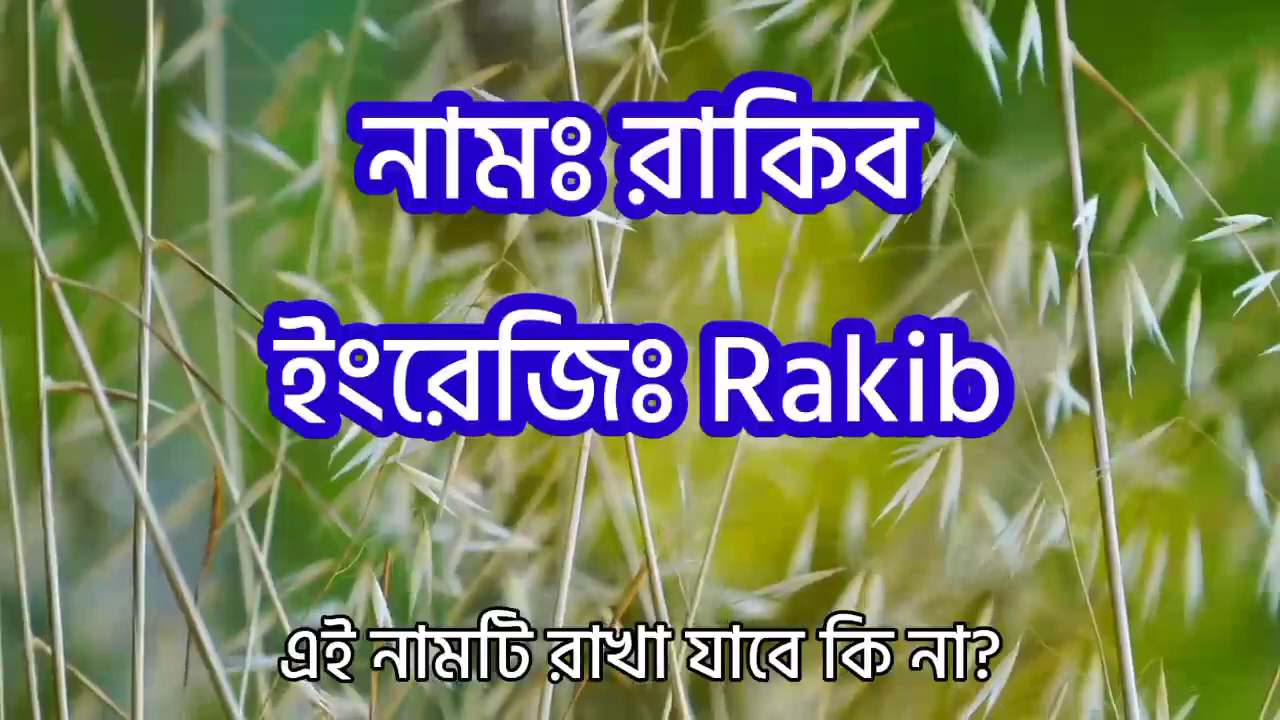 নামঃ রাকিব
ইংরেজিঃ Rakib
এই নামটি রাখা যাবে কি না?